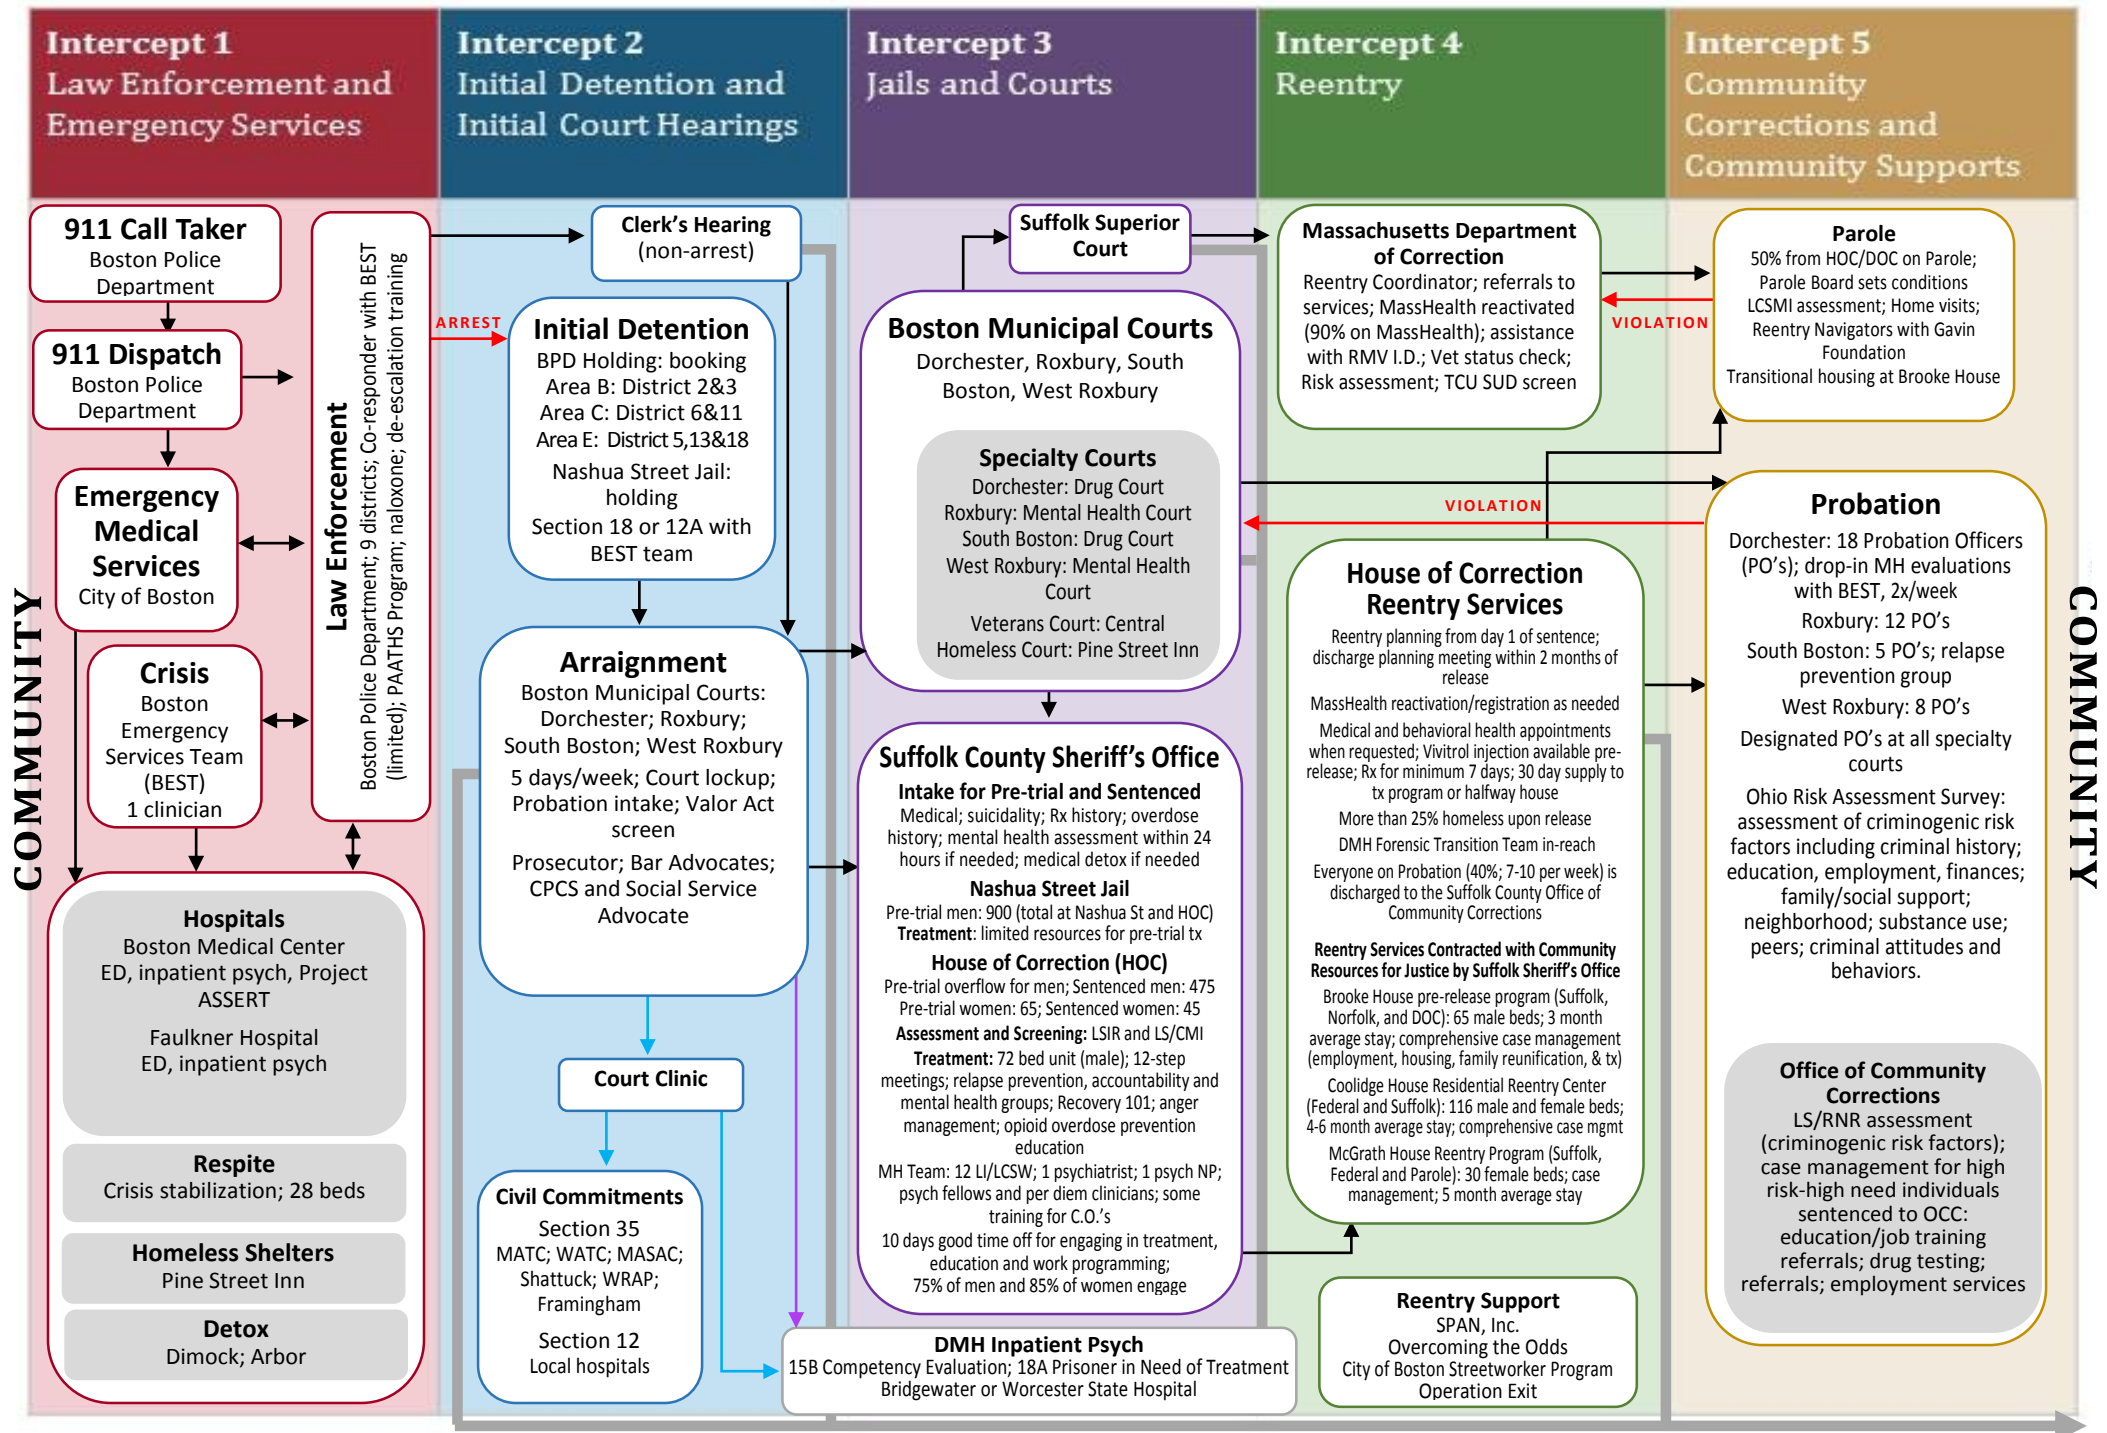 Intercept 1
Law Enforcement and
Emergency Services
Intercept 2
Initial Detention and
Initial Court Hearings
Intercept 3
Jails and Courts
Intercept 4
Reentry
Intercept 5
Community
Corrections and
Community Supports
COMMUNITY
911 Call Taker
Boston Police
Department
911 Dispatch
Boston Police
Department
Emergency
Medical
Services
City of Boston
Crisis
Boston
Emergency
Services Team
(BEST)
1 clinician
Law Enforcement
Boston Police Department; 9 districts; Co-responder with BEST
(limited); PAATHS Program; naloxone; de-escalation training
Hospitals
Boston Medical Center
ED, inpatient psych, Project
ASSERT
Faulkner Hospital
ED, inpatient psych
Respite
Crisis stabilization; 28 beds
Homeless Shelters
Pine Street Inn
Detox
Dimock; Arbor
ARREST
Clerk's Hearing
(non-arrest)
Initial Detention
BPD Holding: booking
Area B: District 2&3
Area C: District 6&11
Area E: District 5,13&18
Nashua Street Jail:
holding
Section 18 or 12A with
BEST team
Arraignment
Boston Municipal Courts:
Dorchester; Roxbury;
South Boston; West Roxbury
5 days/week; Court lockup;
Probation intake; Valor Act
screen
Prosecutor; Bar Advocates;
CPCS and Social Service
Advocate
Court Clinic
Civil Commitments
Section 35
MATC; WATC; MASAC;
Shattuck; WRAP;
Framingham
Section 12
Local hospitals
Suffolk Superior
Court
Boston Municipal Courts
Dorchester, Roxbury, South
Boston, West Roxbury
Specialty Courts
Dorchester: Drug Court
Roxbury: Mental Health Court
South Boston: Drug Court
West Roxbury: Mental Health
Court
Veterans Court: Central
Homeless Court: Pine Street Inn
Suffolk County Sheriff's Office
Intake for Pre-trial and Sentenced
Medical; suicidality; Rx history; overdose
history; mental health assessment within 24
hours if needed; medical detox if needed
Nashua Street Jail
Pre-trial men: 900 (total at Nashua St and HOC)
Treatment: limited resources for pre-trial tx
House of Correction (HOC)
Pre-trial overflow for men; Sentenced men: 475
Pre-trial women: 65; Sentenced women: 45
Assessment and Screening: LSIR and LS/CMI
Treatment: 72 bed unit (male); 12-step
meetings; relapse prevention, accountability and
mental health groups; Recovery 101; anger
management; opioid overdose prevention
education
MH Team: 12 LI/LCSW; 1 psychiatrist; 1 psych NP;
psych fellows and per diem clinicians; some
training for C.O.'s
10 days good time off for engaging in treatment,
education and work programming;
75% of men and 85% of women engage
DMH Inpatient Psych
15B Competency Evaluation; 18A Prisoner in Need of Treatment
Bridgewater or Worcester State Hospital
Massachusetts Department
of Correction
Reentry Coordinator; referrals to
services; MassHealth reactivated
(90% on MassHealth); assistance
with RMV I.D.; Vet status check;
Risk assessment; TCU SUD screen
VIOLATION
VIOLATION
House of Correction
Reentry Services
Reentry planning from day 1 of sentence;
discharge planning meeting within 2 months of
release
MassHealth reactivation/registration as needed
Medical and behavioral health appointments
when requested; Vivitrol injection available pre-
release; Rx for minimum 7 days; 30 day supply to
tx program or halfway house
More than 25% homeless upon release
DMH Forensic Transition Team in-reach
Everyone on Probation (40%; 7-10 per week) is
discharged to the Suffolk County Office of
Community Corrections
Reentry Services Contracted with Community
Resources for Justice by Suffolk Sheriff's Office
Brooke House pre-release program (Suffolk,
Norfolk, and DOC): 65 male beds; 3 month
average stay; comprehensive case management
(employment, housing, family reunification, & tx)
Coolidge House Residential Reentry Center
(Federal and Suffolk): 116 male and female beds;
4-6 month average stay; comprehensive case mgmt
McGrath House Reentry Program (Suffolk,
Federal and Parole): 30 female beds; case
management; 5 month average stay
Reentry Support
SPAN, Inc.
Overcoming the Odds
City of Boston Streetworker Program
Operation Exit
Parole
50% from HOC/DOC on Parole;
Parole Board sets conditions
LCSMI assessment; Home visits;
Reentry Navigators with Gavin
Foundation
Transitional housing at Brooke House
Probation
Dorchester: 18 Probation Officers
(PO's); drop-in MH evaluations
with BEST, 2x/week
Roxbury: 12 PO's
South Boston: 5 PO's; relapse
prevention group
West Roxbury: 8 PO's
Designated PO's at all specialty
courts
Ohio Risk Assessment Survey:
assessment of criminogenic risk
factors including criminal history;
education, employment, finances;
family/social support;
neighborhood; substance use;
peers; criminal attitudes and
behaviors.
Office of Community
Corrections
LS/RNR assessment
(criminogenic risk factors);
case management for high
risk-high need individuals
sentenced to OCC:
education/job training
referrals; drug testing;
referrals; employment services
COMMUNITY